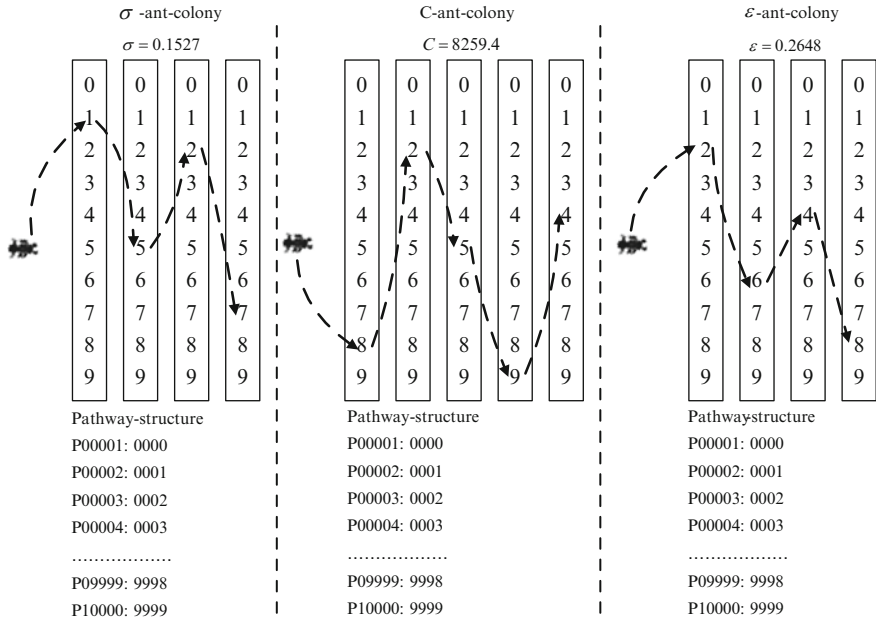 σ -ant-colony
σ = 0.1527
0 0 0 0
1 1 1 1
2 2 2 2
3 3 3 3
4 4 4 4
5 5 5 5
6 6 6 6
7 7 7 7
8 8 8 8
9 9 9 9
Pathway-structure
P00001: 0000
P00002: 0001
P00003: 0002
P00004: 0003
..................
P09999: 9998
P10000: 9999
C-ant-colony
C = 8259.4
0 0 0 0 0
1 1 1 1 1
2 2 2 2 2
3 3 3 3 3
4 4 4 4 4
5 5 5 5 5
6 6 6 6 6
7 7 7 7 7
8 8 8 8 8
9 9 9 9 9
Pathway-structure
P00001: 0000
P00002: 0001
P00003: 0002
P00004: 0003
..................
P09999: 9998
P10000: 9999
ε-ant-colony
ε = 0.2648
0 0 0 0
1 1 1 1
2 2 2 2
3 3 3 3
4 4 4 4
5 5 5 5
6 6 6 6
7 7 7 7
8 8 8 8
9 9 9 9
Pathway-structure
P00001: 0000
P00002: 0001
P00003: 0002
P00004: 0003
..................
P09999: 9998
P10000: 9999